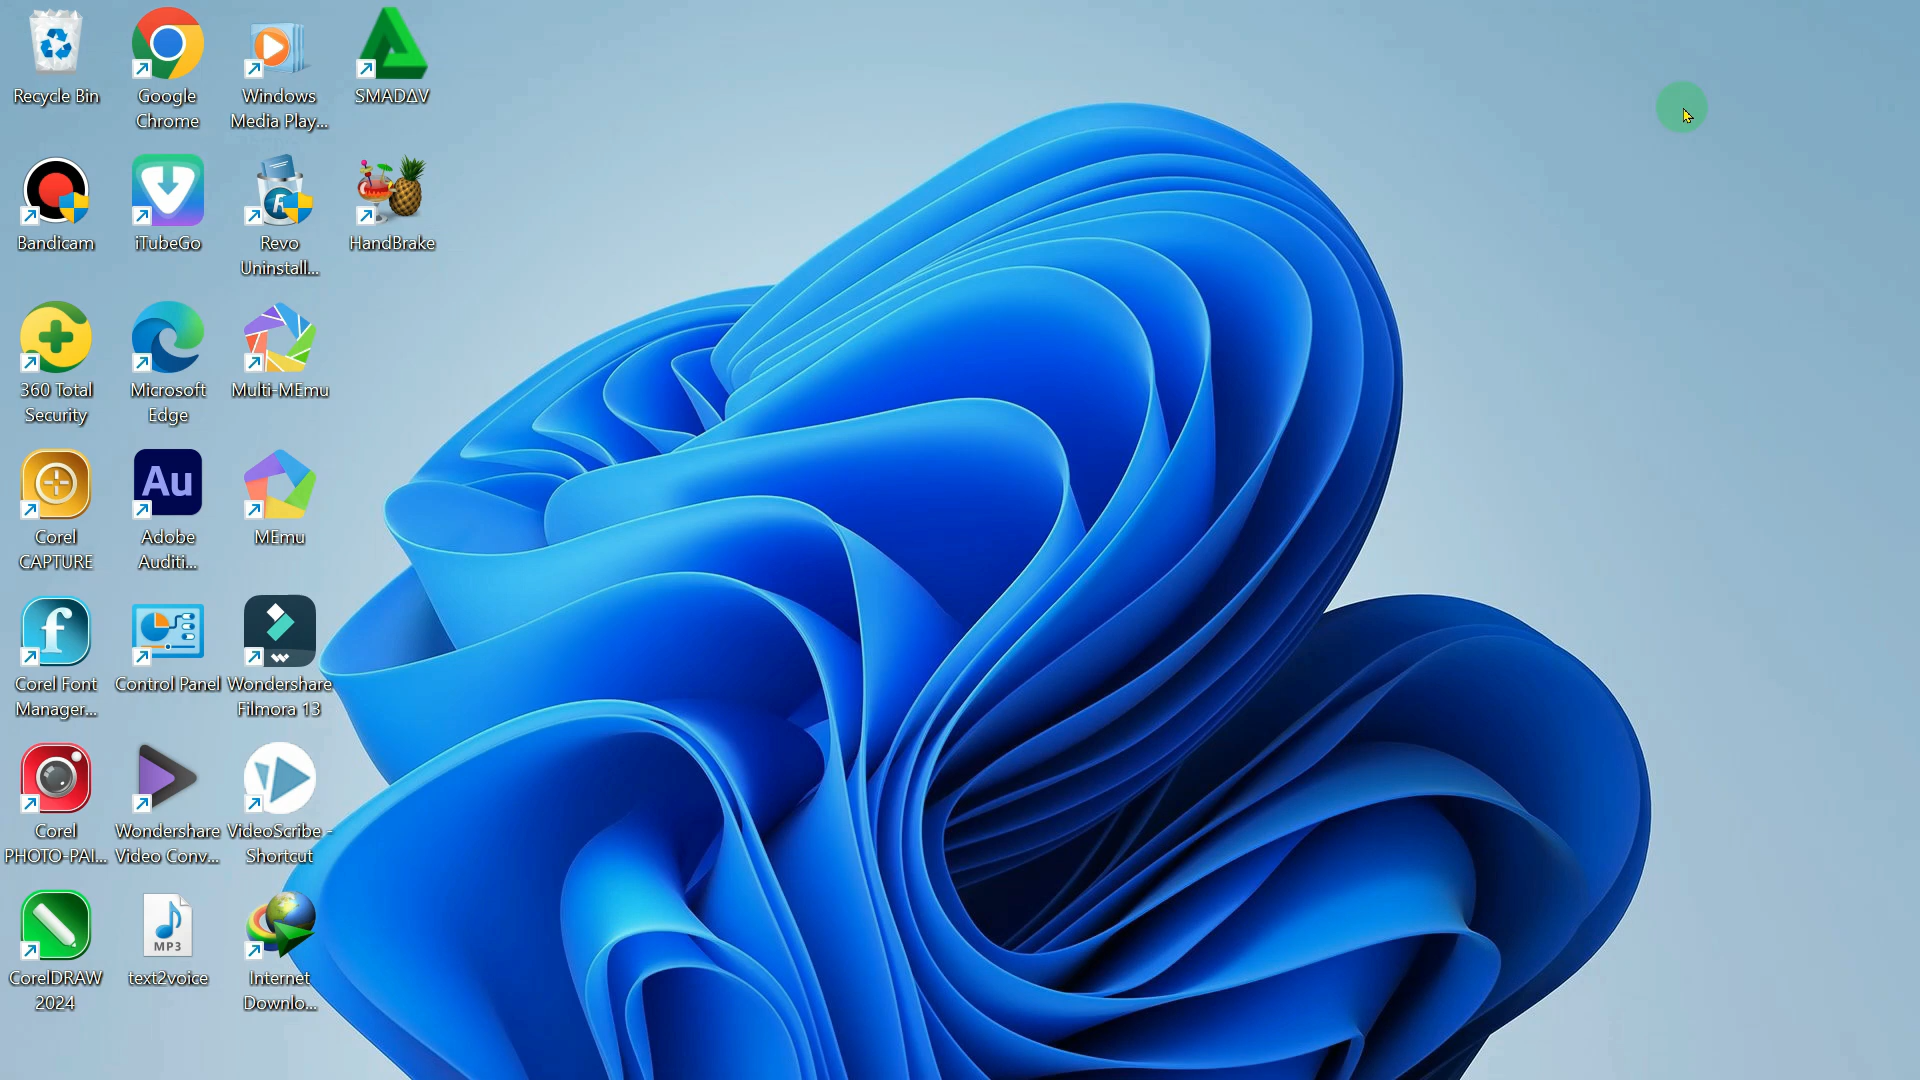 Recycle Bin
Google
Chrome
Windows
Media Play...
SMADΔV
Bandicam
iTubeGo
Revo
Uninstall...
HandBrake
360 Total
Security
Microsoft
Edge
Multi-MEmu
Corel
CAPTURE
Au
Adobe
Auditi...
MEmu
f
Corel Font
Manager...
Control Panel
Wondershare
Filmora 13
Corel
PHOTO-PAI...
Wondershare
Video Conv...
VideoScribe -
Shortcut
CorelDRAW
2024
MP3
text2voice
Internet
Downlo...